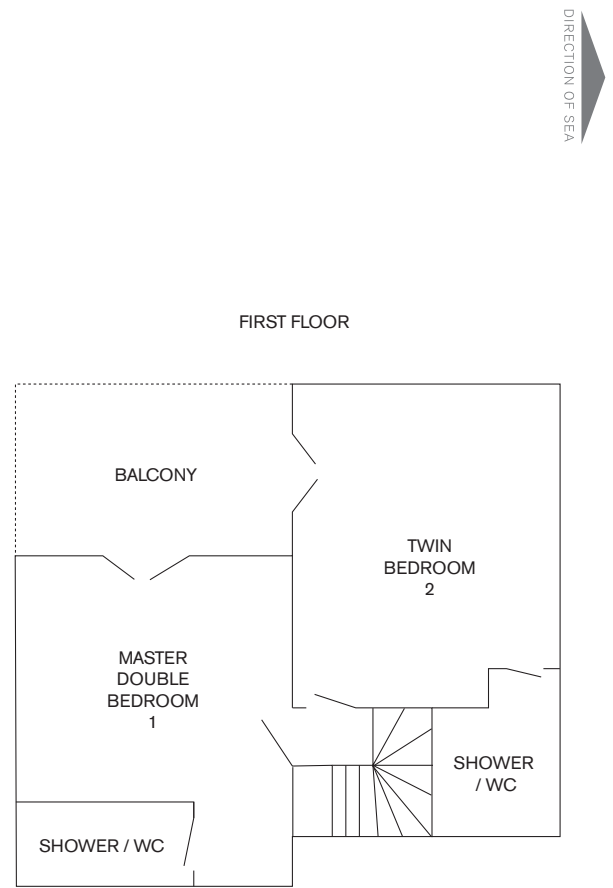 DIRECTION OF SEA
FIRST FLOOR
BALCONY
TWIN
BEDROOM
2
MASTER
DOUBLE
BEDROOM
1
SHOWER
/ WC
SHOWER / WC